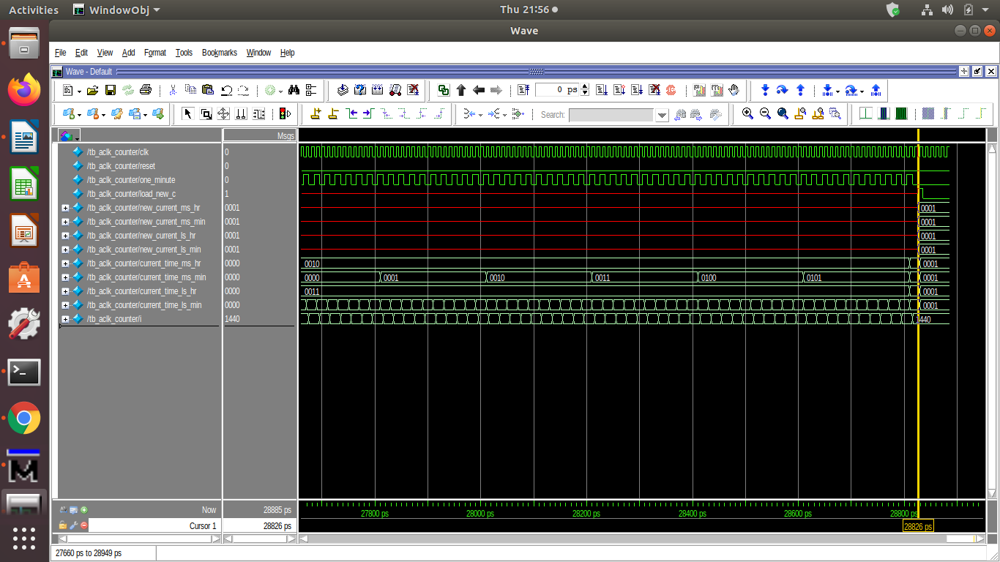 Activities WindowObj Thu 21:56
Wave
File Edit View Add Format Tools Bookmarks Window Help
Wave - Default
0 ps
Search:
Msgs
/tb_aclk_counter/clk 0
/tb_aclk_counter/reset 0
/tb_aclk_counter/one_minute 0
/tb_aclk_counter/load_new_c 1
/tb_aclk_counter/new_current_ms_hr 0001 0001
/tb_aclk_counter/new_current_ms_min 0001 0001
/tb_aclk_counter/new_current_ls_hr 0001 0001
/tb_aclk_counter/new_current_ls_min 0001 0001
/tb_aclk_counter/current_time_ms_hr 0000 0010 0001
/tb_aclk_counter/current_time_ms_min 0000 0000 0001 0010 0011 0100 0101 0001
/tb_aclk_counter/current_time_ls_hr 0000 0011 0001
/tb_aclk_counter/current_time_ls_min 0000 0001
/tb_aclk_counter/i 1440 1440
Now 28885 ps 27800 ps 28000 ps 28200 ps 28400 ps 28600 ps 28800 ps
Cursor 1 28826 ps 28826 ps
27660 ps to 28949 ps